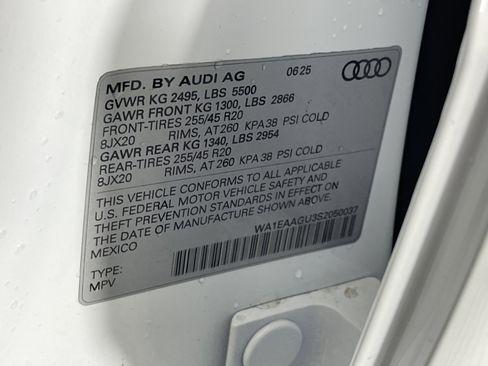 MFD. BY AUDI AG 06·25
GVWR KG 2495, LBS 5500
GAWR FRONT KG 1300, LBS 2866
FRONT-TIRES 255/45 R20
8JX20 RIMS, AT 260 KPA 38 PSI COLD
GAWR REAR KG 1340, LBS 2954
REAR-TIRES 255/45 R20
8JX20 RIMS, AT 260 KPA 38 PSI COLD
THIS VEHICLE CONFORMS TO ALL APPLICABLE
U.S. FEDERAL MOTOR VEHICLE SAFETY AND
THEFT PREVENTION STANDARDS IN EFFECT ON
THE DATE OF MANUFACTURE SHOWN ABOVE.
MEXICO WA1EAAGU3S2050037
TYPE:
MPV